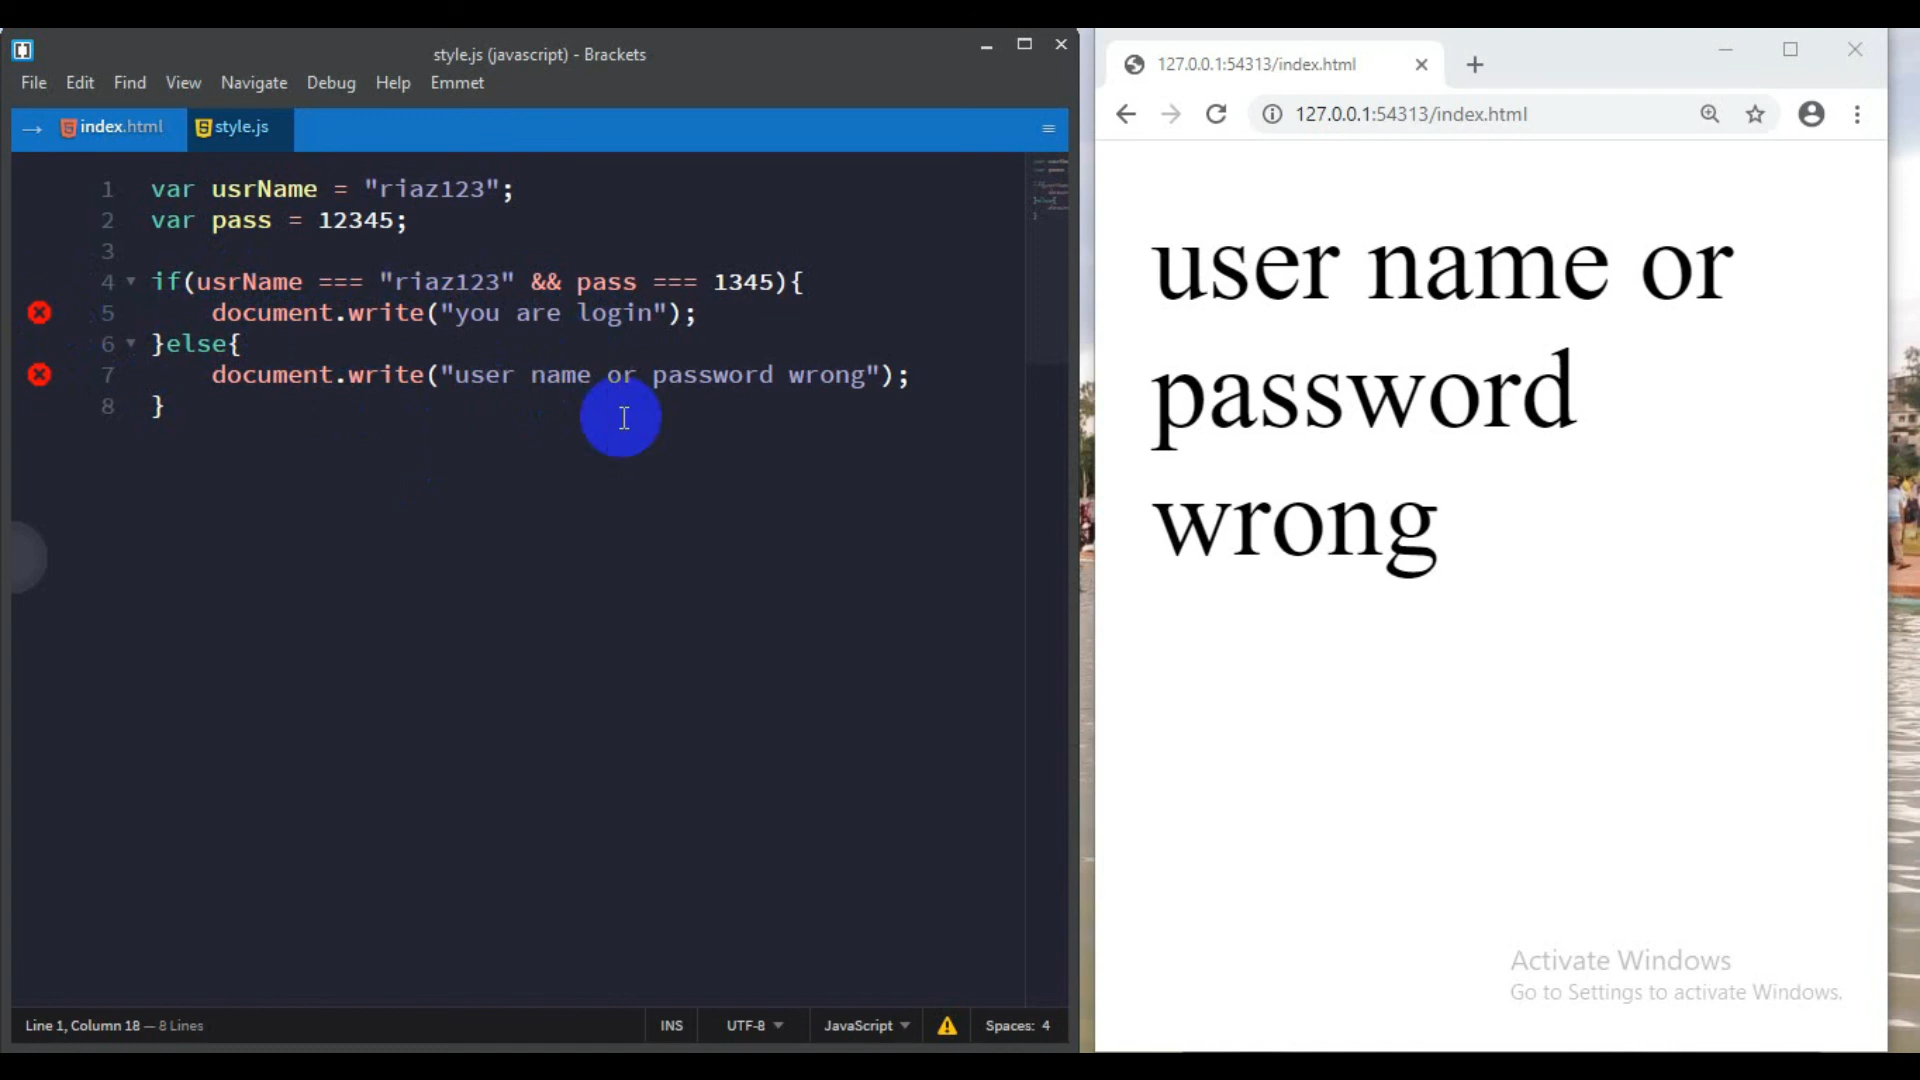 style.js (javascript) - Brackets
File Edit Find View Navigate Debug Help Emmet
index.html style.js
1 var usrName = "riaz123";
2 var pass = 12345;
3
4 if(usrName === "riaz123" && pass === 1345){
5 document.write("you are login");
6 }else{
7 document.write("user name or password wrong");
8 }
Line 1, Column 18 — 8 Lines
INS UTF-8 JavaScript Spaces: 4
127.0.0.1:54313/index.html
127.0.0.1:54313/index.html
user name or
password
wrong
Activate Windows
Go to Settings to activate Windows.